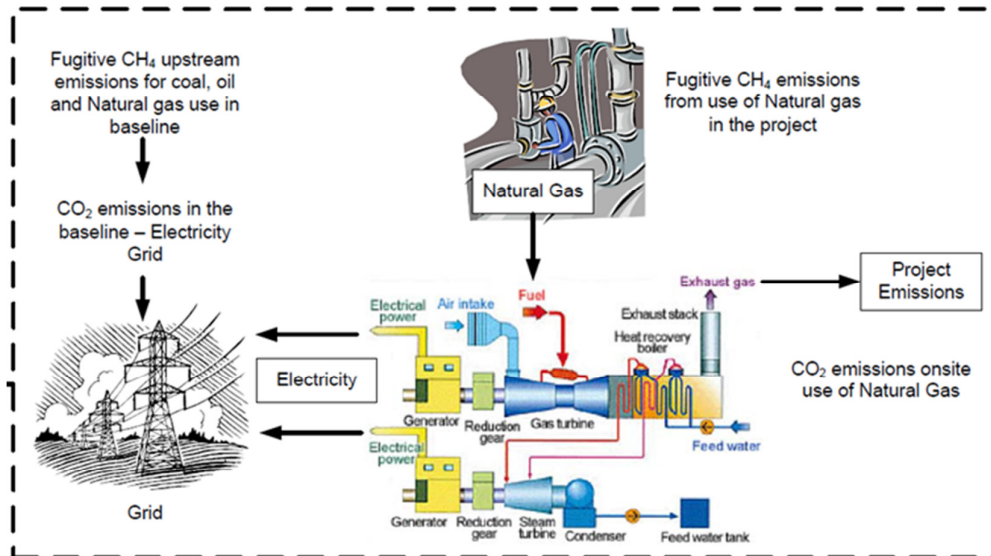 Fugitive CH₄ upstream
emissions for coal, oil
and Natural gas use in
baseline
CO₂ emissions in the
baseline – Electricity
Grid
Grid
Natural Gas
Fugitive CH₄ emissions
from use of Natural gas
in the project
Project
Emissions
CO₂ emissions onsite
use of Natural Gas
Electricity
Electrical
power
Air intake
Fuel
Exhaust gas
Exhaust stack
Heat recovery
boiler
Generator
Reduction
gear
Gas turbine
Feed water
Electrical
power
Generator
Reduction
gear
Steam
turbine
Condenser
Feed water tank